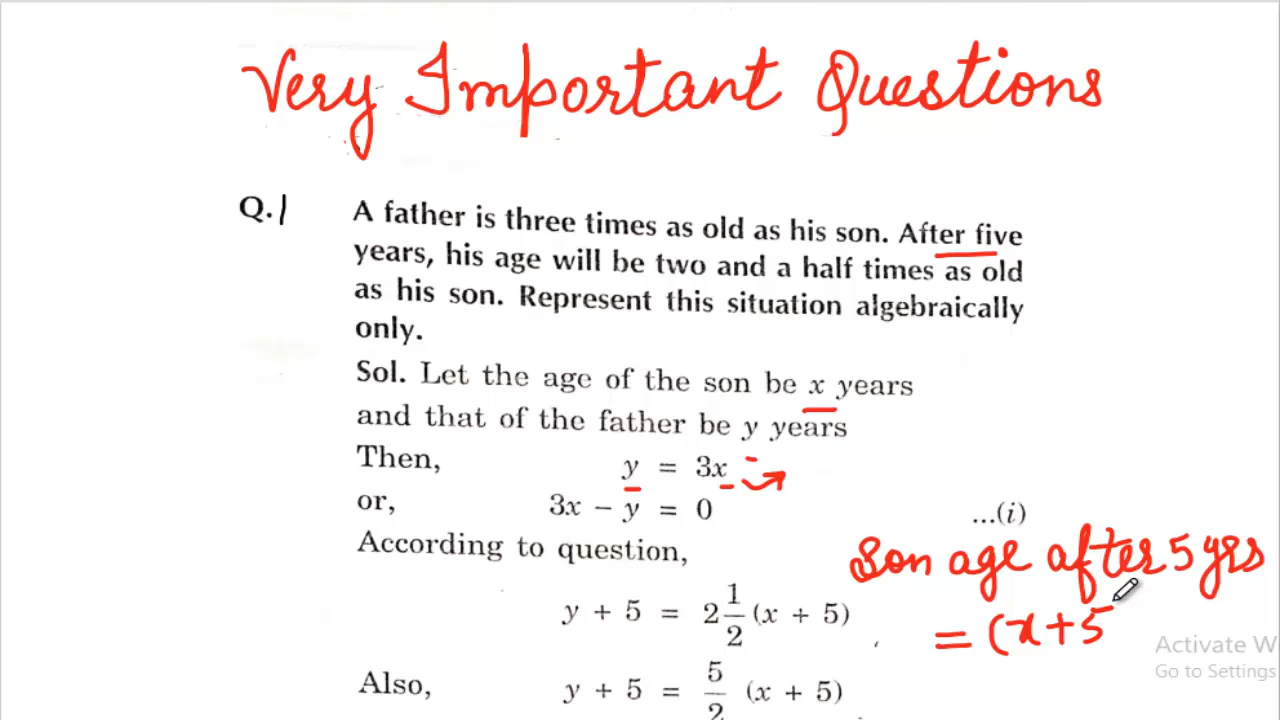 Very Important Questions
Q.1 A father is three times as old as his son. After five
years, his age will be two and a half times as old
as his son. Represent this situation algebraically
only.
Sol. Let the age of the son be x years
and that of the father be y years
Then, y = 3x
or, 3x − y = 0 ...(i)
According to question,
Son age after 5 yrs
y + 5 = 2 1/2 (x + 5)
= (x+5
Also, y + 5 = 5/2 (x + 5)
Activate W
Go to Settings